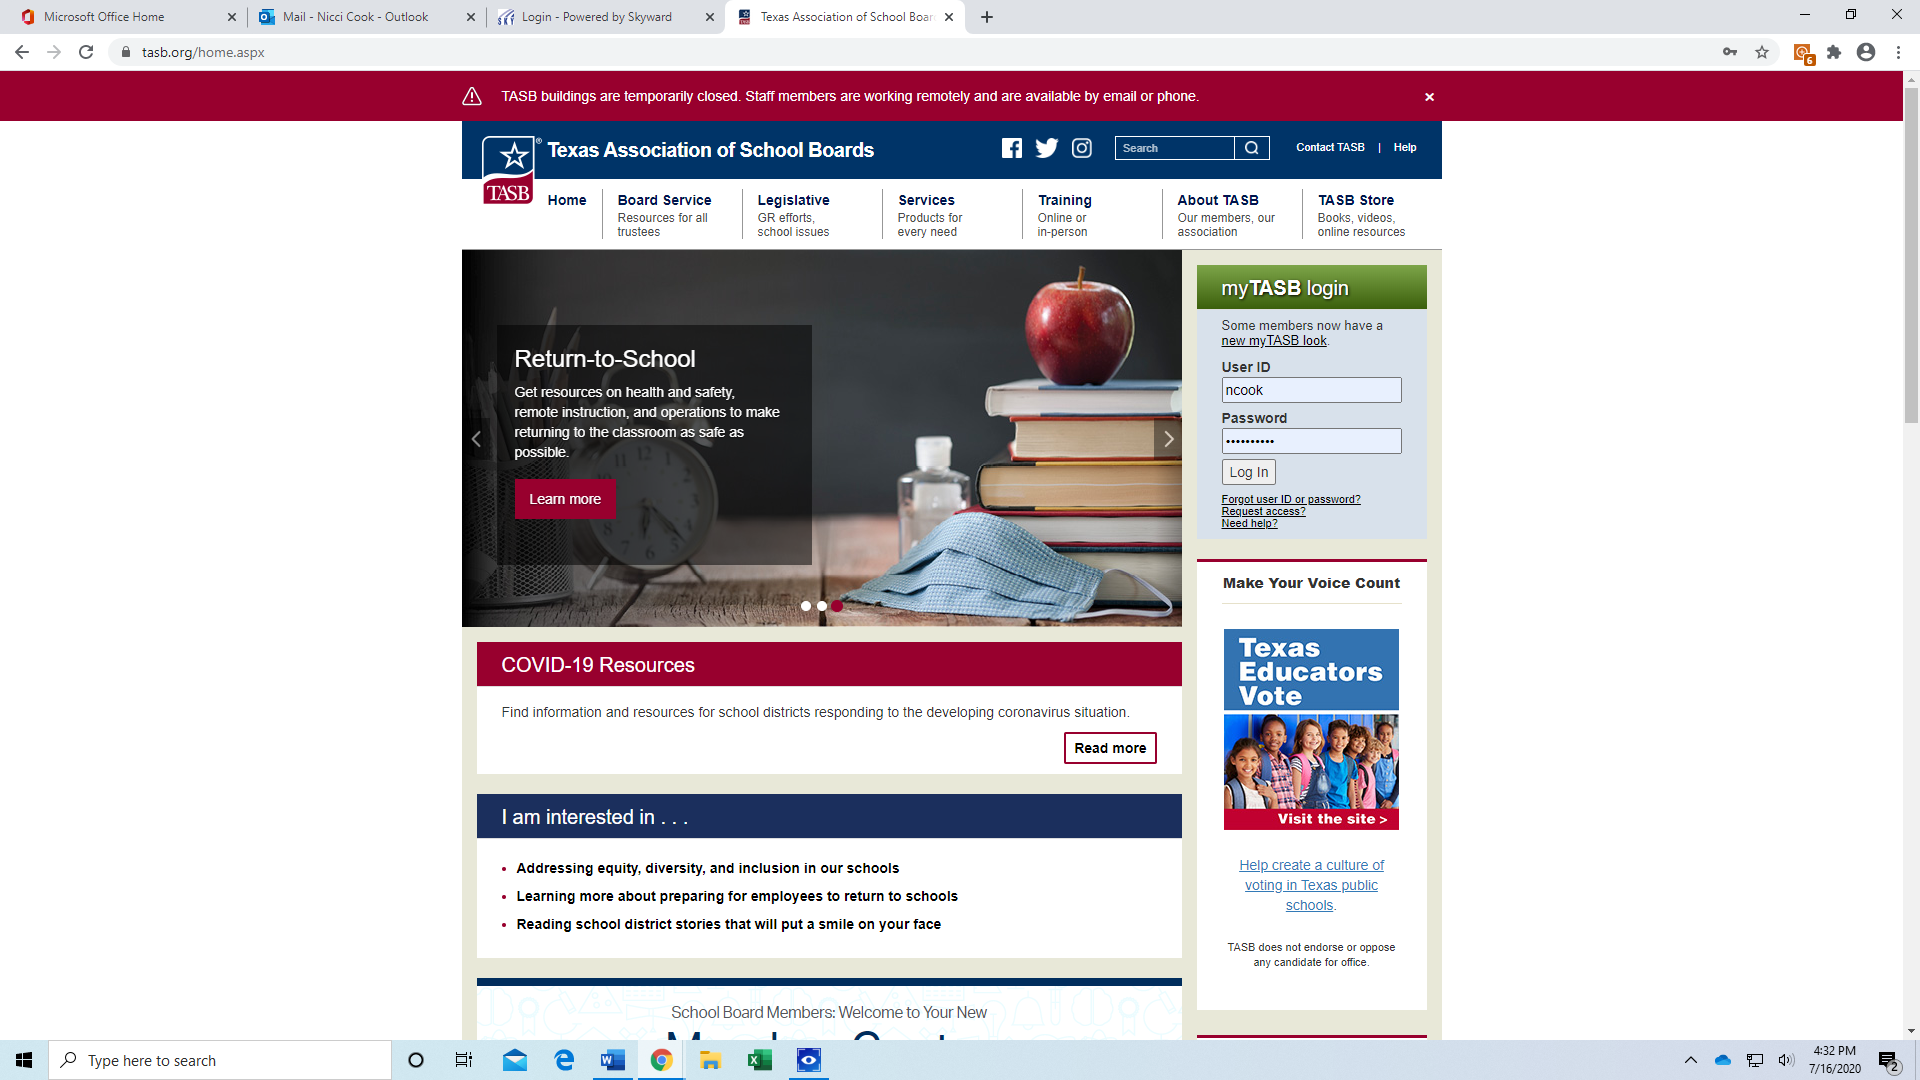 Microsoft Office Home
Mail - Nicci Cook - Outlook
Login - Powered by Skyward
Texas Association of School Boar
tasb.org/home.aspx
6
TASB buildings are temporarily closed. Staff members are working remotely and are available by email or phone.
TASB
Texas Association of School Boards
Search
Contact TASB | Help
Home
Board Service
Resources for all
trustees
Legislative
GR efforts,
school issues
Services
Products for
every need
Training
Online or
in-person
About TASB
Our members, our
association
TASB Store
Books, videos,
online resources
Return-to-School
Get resources on health and safety,
remote instruction, and operations to make
returning to the classroom as safe as
possible.
Learn more
myTASB login
Some members now have a
new myTASB look.
User ID
ncook
Password
••••••••••
Log In
Forgot user ID or password?
Request access?
Need help?
Make Your Voice Count
Texas
Educators
Vote
Visit the site >
Help create a culture of
voting in Texas public
schools.
TASB does not endorse or oppose
any candidate for office.
COVID-19 Resources
Find information and resources for school districts responding to the developing coronavirus situation.
Read more
I am interested in . . .
• Addressing equity, diversity, and inclusion in our schools
• Learning more about preparing for employees to return to schools
• Reading school district stories that will put a smile on your face
School Board Members: Welcome to Your New
Type here to search
4:32 PM
7/16/2020
2